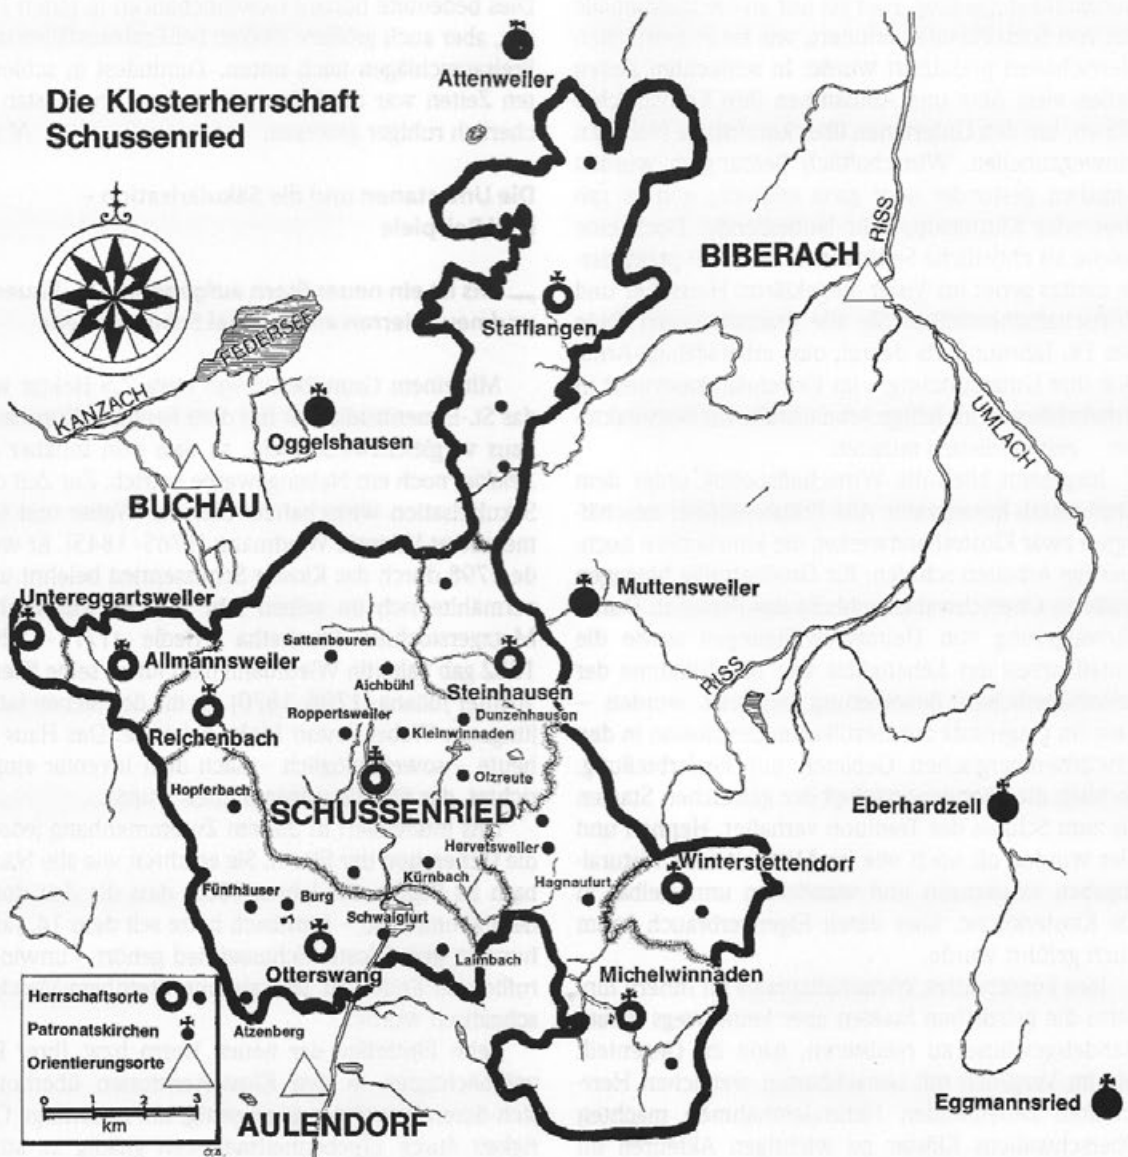 Die Klosterherrschaft
Schussenried
Attenweiler
RISS
BIBERACH
Stafflangen
FEDERSEE
KANZACH
Oggelshausen
UMLACH
BUCHAU
Muttensweiler
Untereggartsweiler
Sattenbeuren
Allmannsweiler
Aichbühl
Steinhausen
RISS
Roppertsweiler
Dunzenhausen
Kleinwinnaden
Reichenbach
Olzreute
Hopferbach
SCHUSSENRIED
Eberhardzell
Hervetsweiler
Winterstettendorf
Kürnbach
Hagnaufurt
Fünfhäuser
Burg
Schwaigfurt
Laimbach
Otterswang
Michelwinnaden
Herrschaftsorte
Atzenberg
Patronatskirchen
Orientierungsorte
0 1 2 3
km
AULENDORF
Eggmannsried